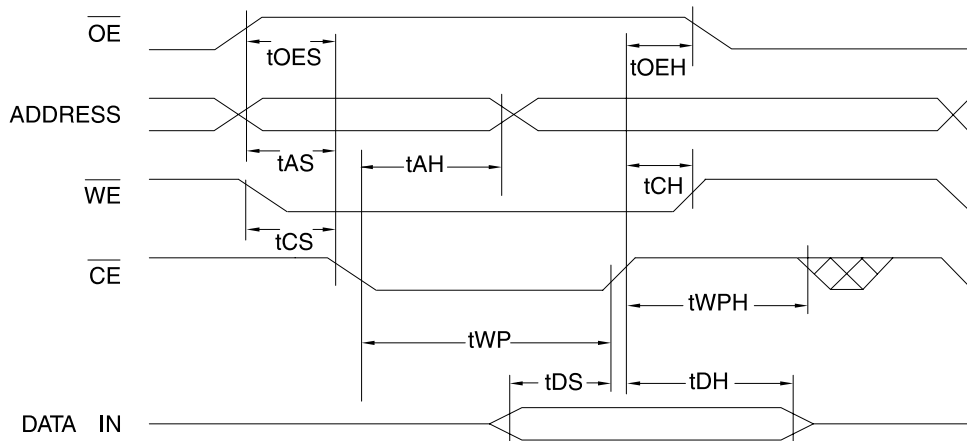 OE
tOES
tOEH
ADDRESS
tAS
tAH
tCH
WE
tCS
CE
tWPH
tWP
tDS
tDH
DATA IN